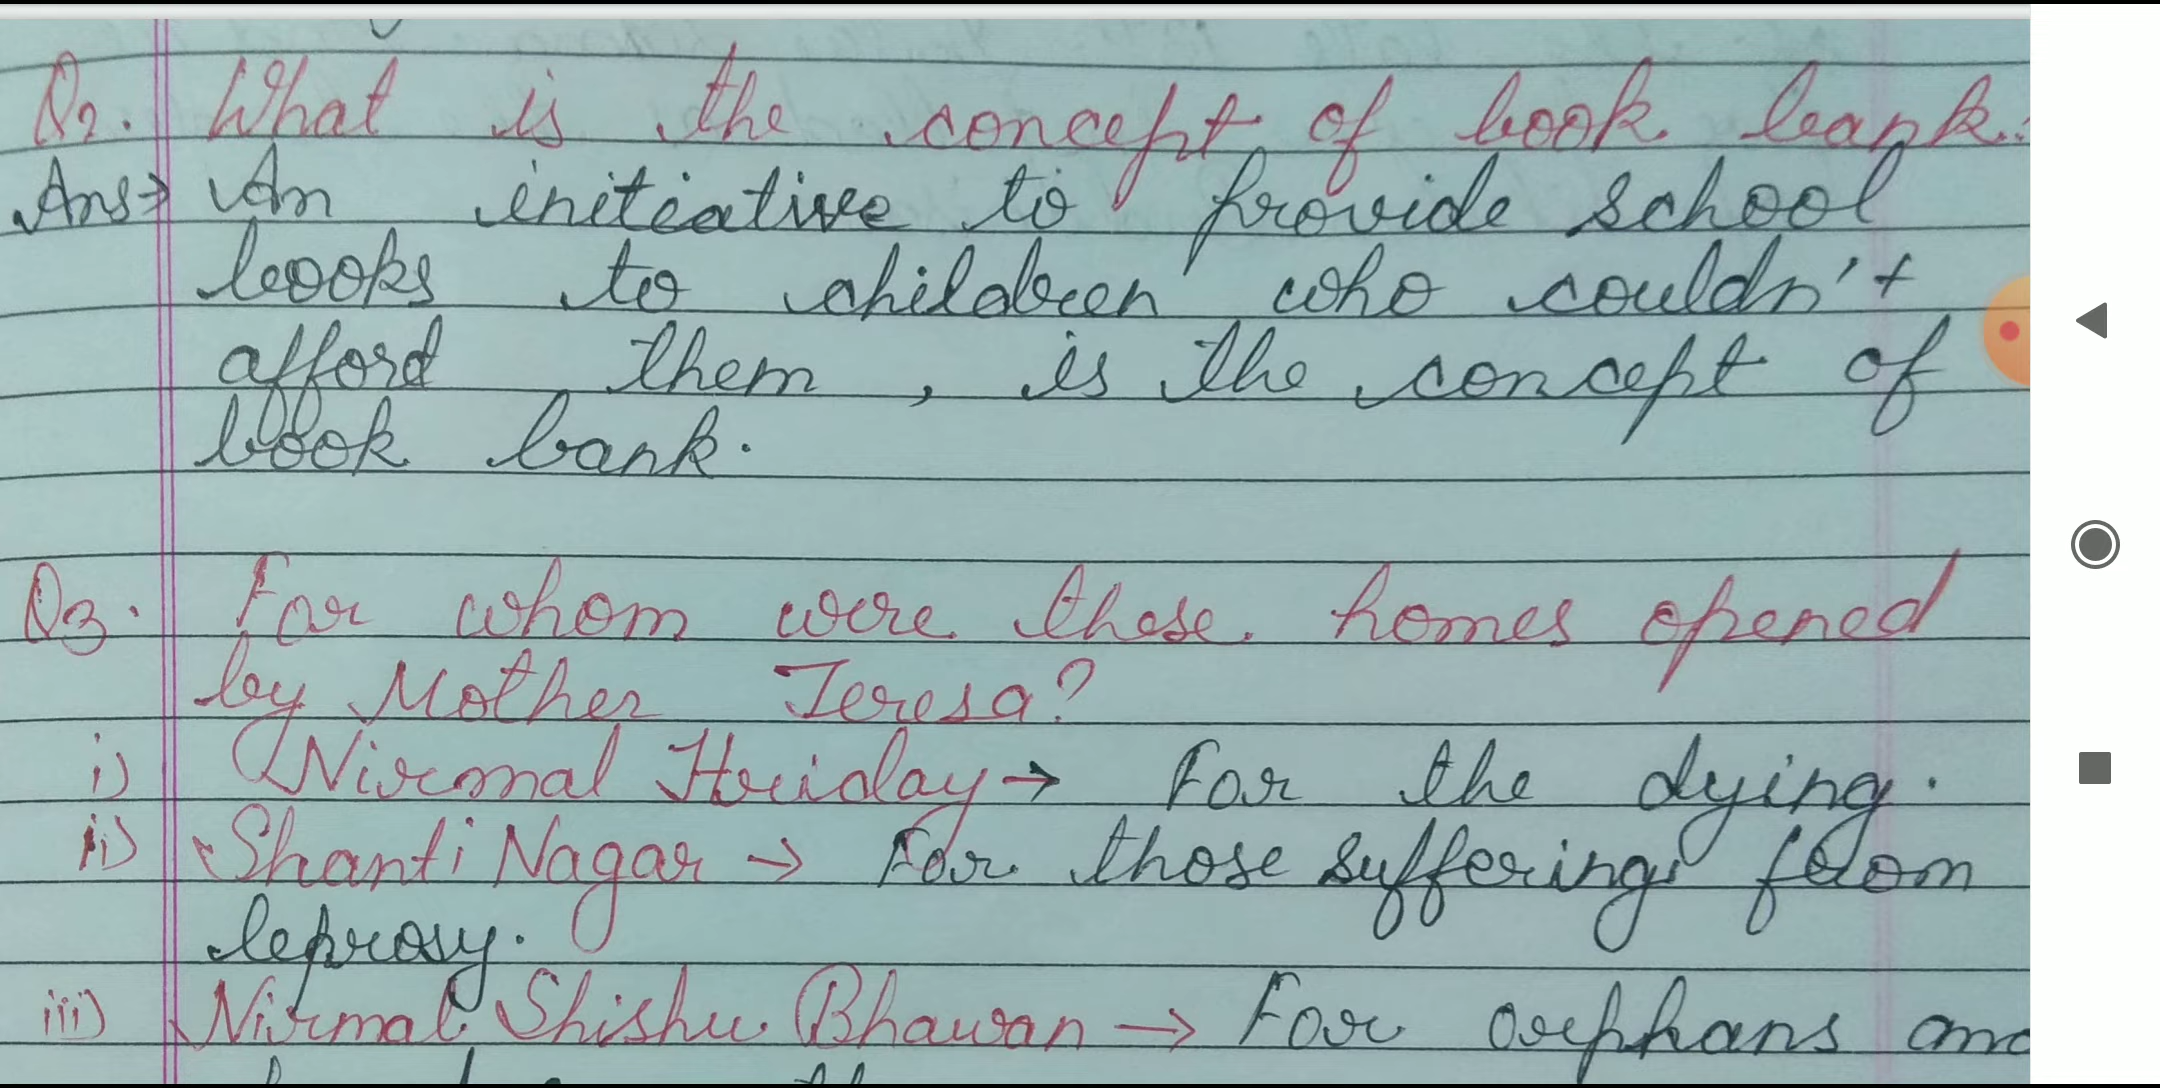 Q2. What is the concept of book bank.
Ans→ An initiative to provide school
books to children who couldn't
afford them, is the concept of
book bank.
Q3. For whom were these homes opened
by Mother Teresa?
i) Nirmal Hriday → For the dying.
ii) Shanti Nagar → For those suffering from
leprosy.
iii) Nirmal Shishu Bhawan → For orphans and